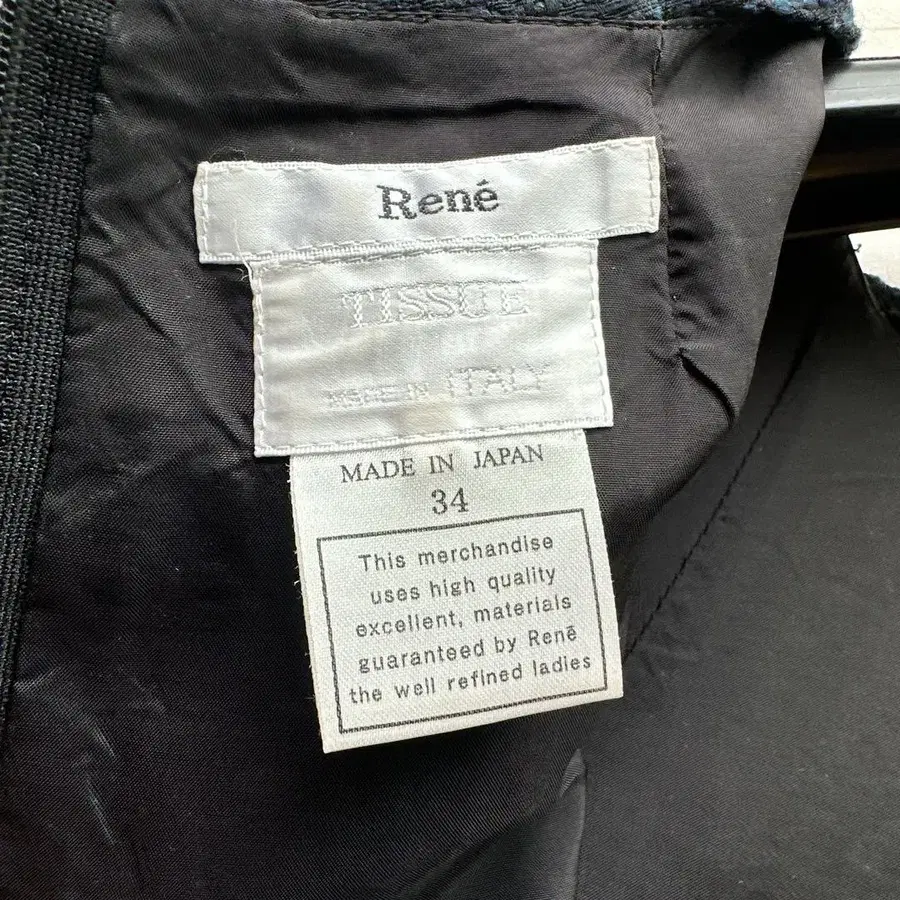 René
TISSUE
MADE IN ITALY
MADE IN JAPAN
34
This merchandise
uses high quality
excellent, materials
guaranteed by Renē
the well refined ladies